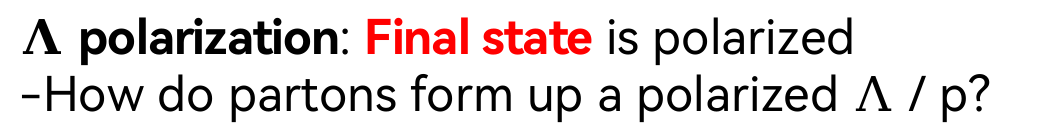 Λ polarization: Final state is polarized
-How do partons form up a polarized Λ / p?